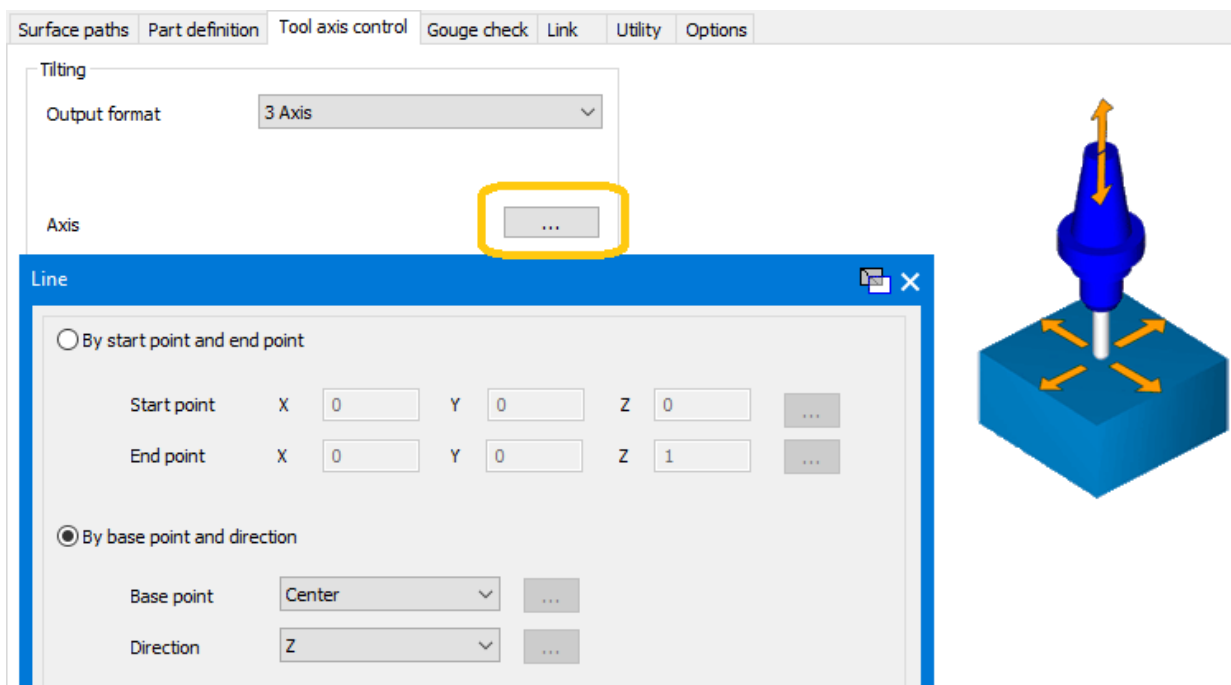 Surface paths Part definition Tool axis control Gouge check Link Utility Options
Tilting
Output format 3 Axis
Axis ...
Line
By start point and end point
Start point X 0 Y 0 Z 0 ...
End point X 0 Y 0 Z 1 ...
By base point and direction
Base point Center ...
Direction Z ...